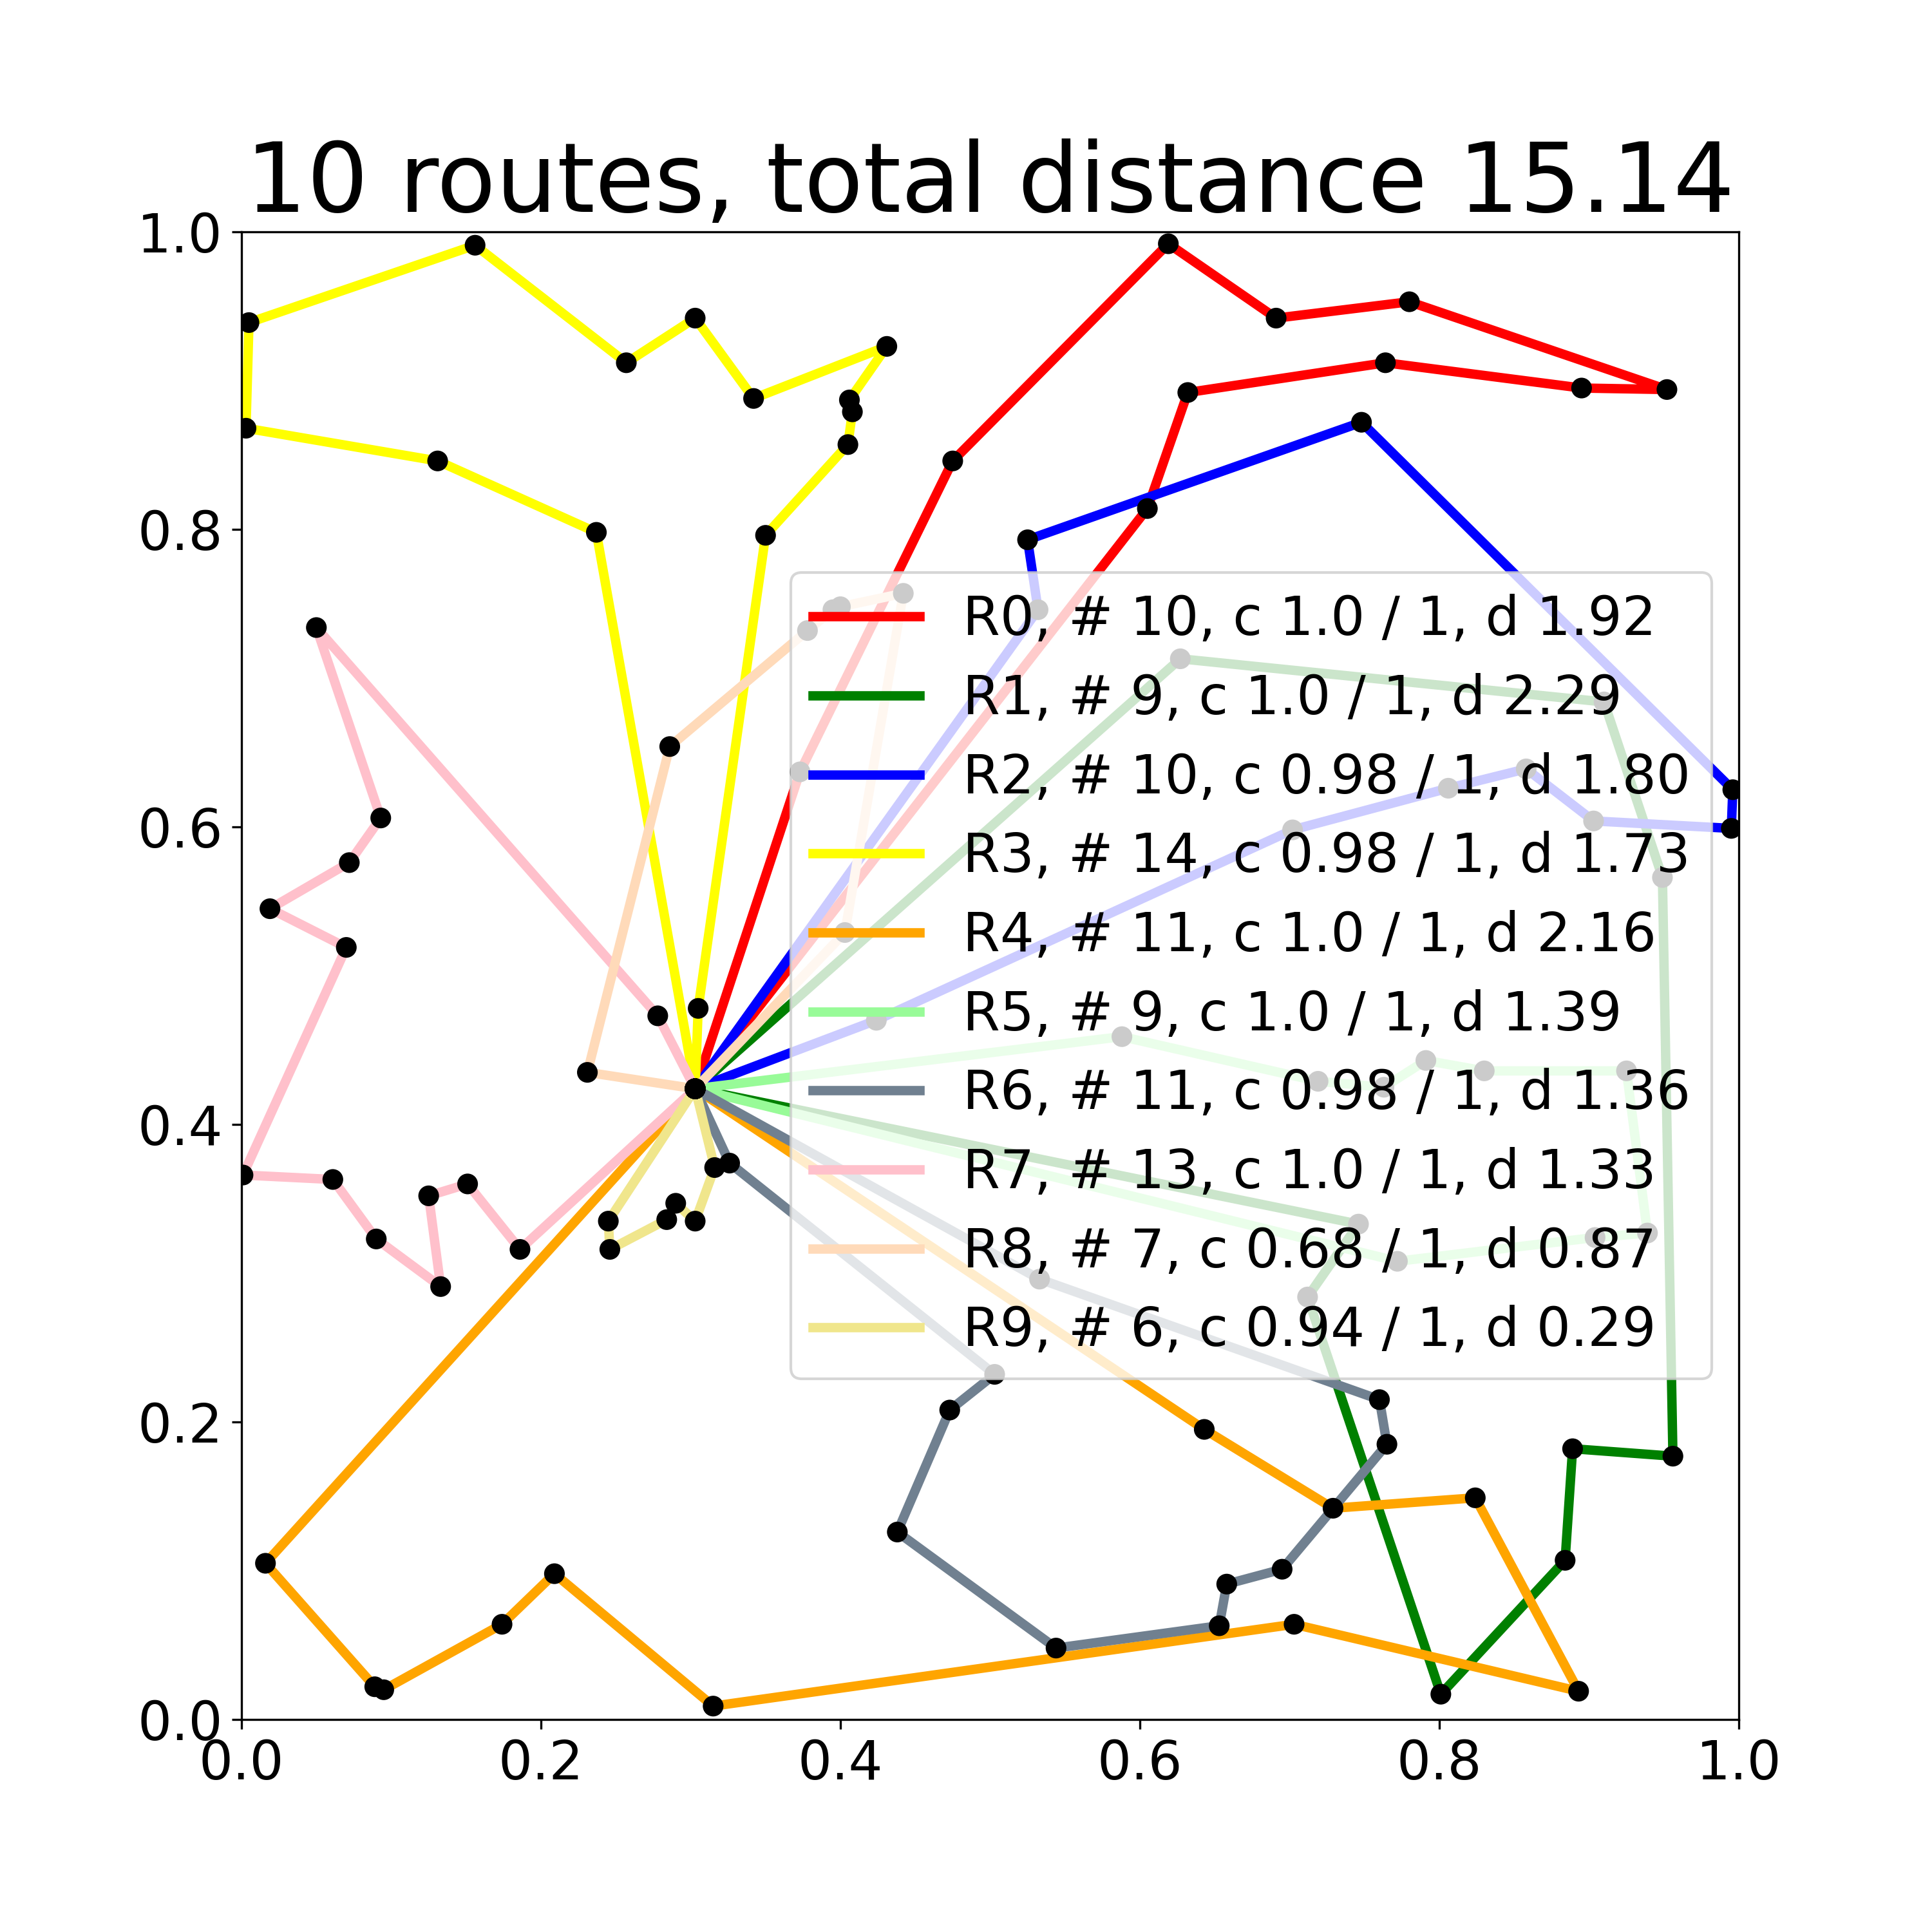 10 routes, total distance 15.14
1.0
0.8
0.6
0.4
0.2
0.0
0.0 0.2 0.4 0.6 0.8 1.0
R0, # 10, c 1.0 / 1, d 1.92
R1, # 9, c 1.0 / 1, d 2.29
R2, # 10, c 0.98 / 1, d 1.80
R3, # 14, c 0.98 / 1, d 1.73
R4, # 11, c 1.0 / 1, d 2.16
R5, # 9, c 1.0 / 1, d 1.39
R6, # 11, c 0.98 / 1, d 1.36
R7, # 13, c 1.0 / 1, d 1.33
R8, # 7, c 0.68 / 1, d 0.87
R9, # 6, c 0.94 / 1, d 0.29